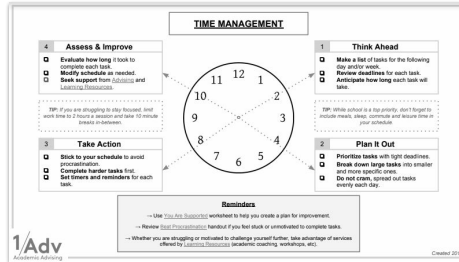 TIME MANAGEMENT
4 Assess & Improve
Evaluate how long it took to
complete each task.
Modify schedule as needed.
Seek support from Advising and
Learning Resources.
1 Think Ahead
Make a list of tasks for the following
day and/or week.
Review deadlines for each task.
Anticipate how long each task will
take.
12
1
2
3
4
5
6
7
8
9
10
11
TIP: If you are struggling to stay focused, limit
work time to 2 hours a session and take 10 minute
breaks in-between.
TIP: While school is a top priority, don't forget to
include meals, sleep, commute and leisure time in
your schedule.
3 Take Action
Stick to your schedule to avoid
procrastination.
Complete harder tasks first.
Set timers and reminders for each
task.
2 Plan It Out
Prioritize tasks with tight deadlines.
Break down large tasks into smaller
and more specific ones.
Do not cram, spread out tasks
evenly each day.
Reminders
→ Use You Are Supported worksheet to help you create a plan for improvement.
→ Review Beat Procrastination handout if you feel stuck or unmotivated to complete tasks.
→ Whether you are struggling or motivated to challenge yourself further, take advantage of services
offered by Learning Resources (academic coaching, workshops, etc).
1/Adv
Academic Advising
Created